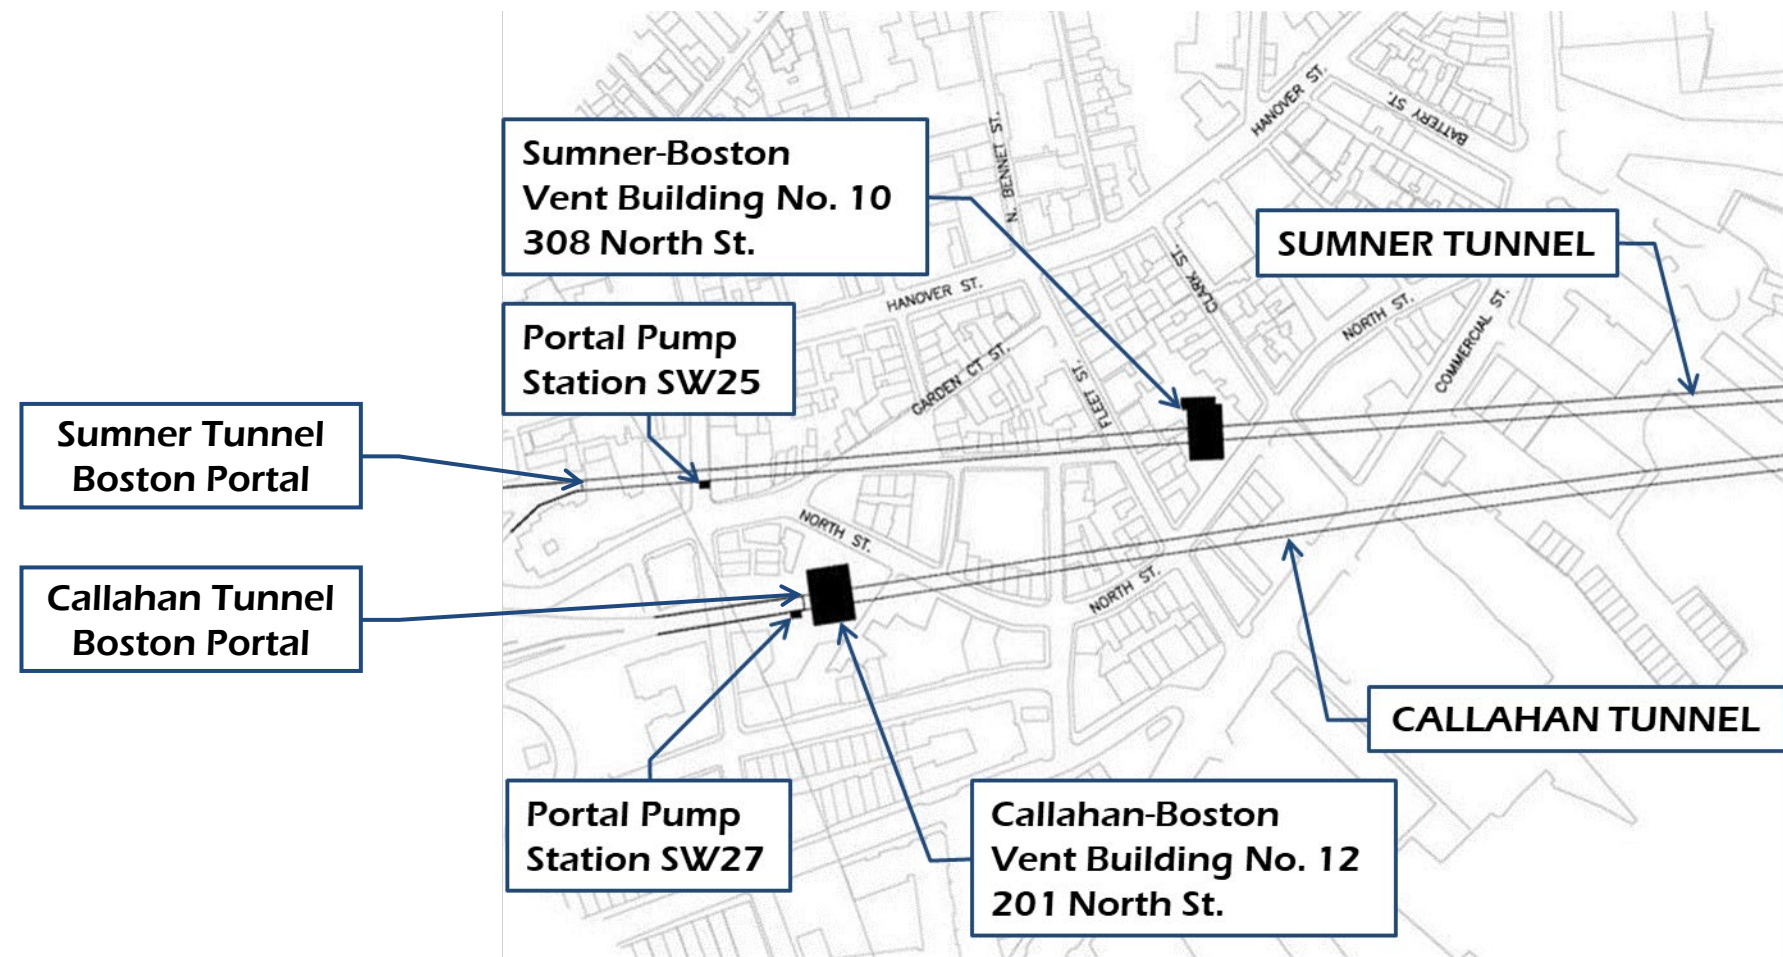 Sumner-Boston
Vent Building No. 10
308 North St.
SUMNER TUNNEL
Portal Pump
Station SW25
Sumner Tunnel
Boston Portal
Callahan Tunnel
Boston Portal
CALLAHAN TUNNEL
Portal Pump
Station SW27
Callahan-Boston
Vent Building No. 12
201 North St.
N. BENNET ST.
HANOVER ST.
BATTERY ST.
HANOVER ST.
CLARK ST.
NORTH ST.
COMMERCIAL ST.
GARDEN CT ST.
FLEET ST.
NORTH ST.
NORTH ST.